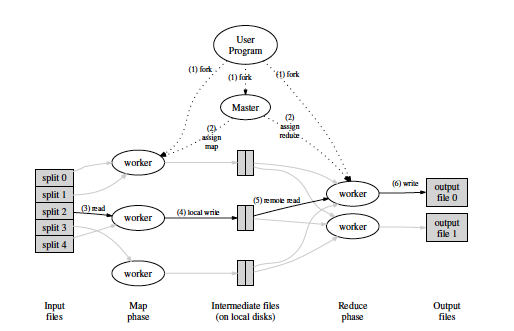 User
Program
(1) fork
(1) fork
(1) fork
Master
(2)
assign
map
(2)
assign
reduce
worker
split 0
split 1
split 2
split 3
split 4
(3) read
worker
(4) local write
(5) remote read
worker
(6) write
output
file 0
worker
output
file 1
worker
Input
files
Map
phase
Intermediate files
(on local disks)
Reduce
phase
Output
files